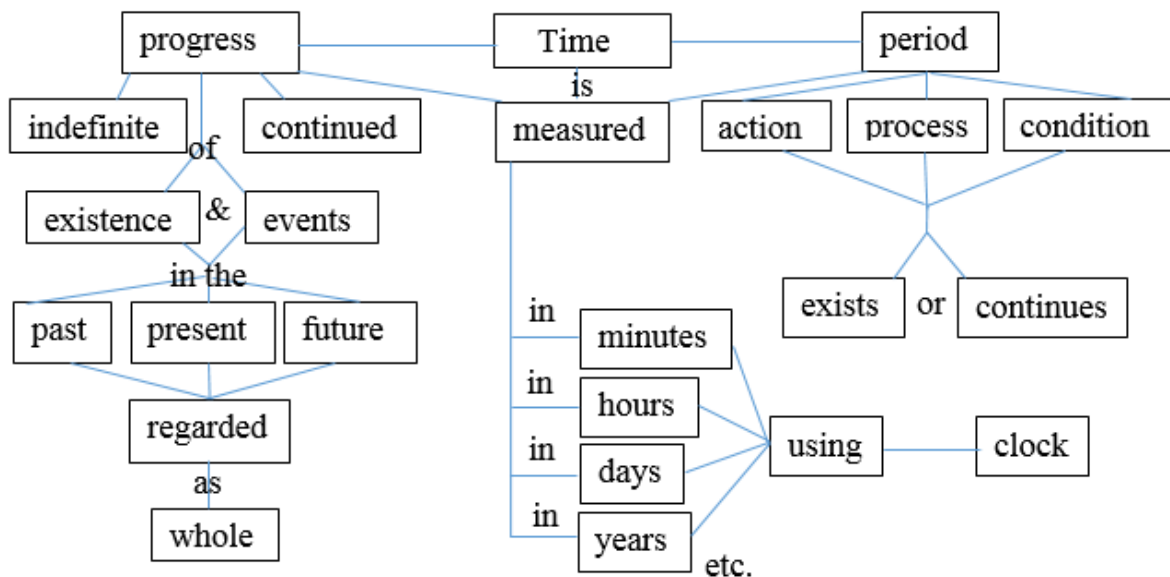 progress Time period
is
indefinite continued measured action process condition
of
existence & events
in the
exists or continues
past present future
in minutes
in hours
regarded
using clock
in days
as
in years
whole
etc.